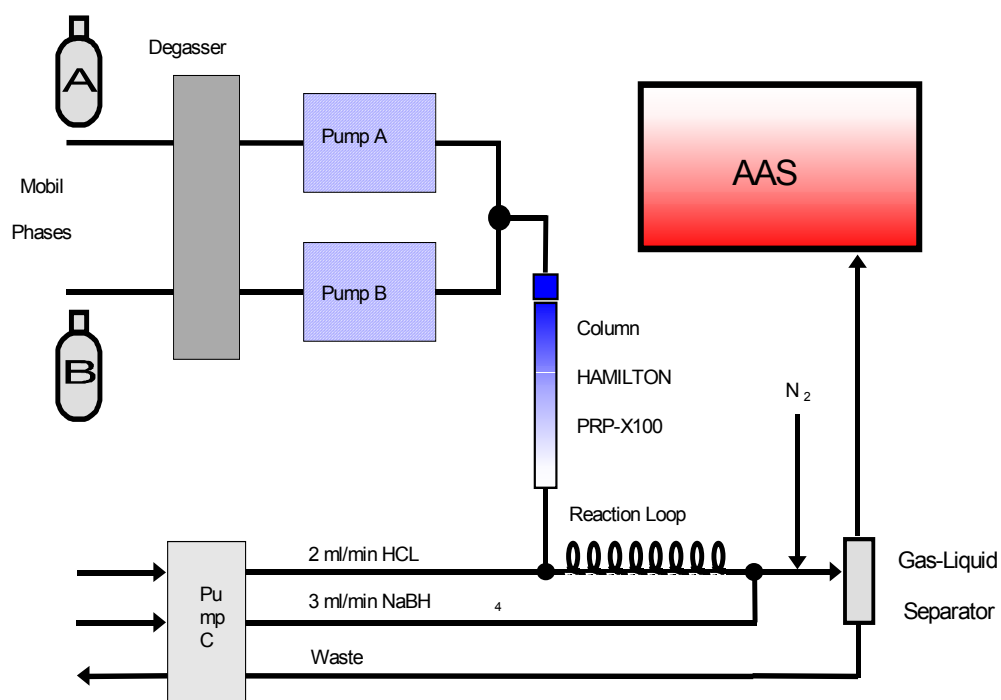 A
Degasser
Pump A
AAS
Mobil
Phases
Pump B
B
Column
HAMILTON
PRP-X100
N 2
Reaction Loop
2 ml/min HCL
Gas-Liquid
Separator
3 ml/min NaBH 4
Pu
mp
C
Waste